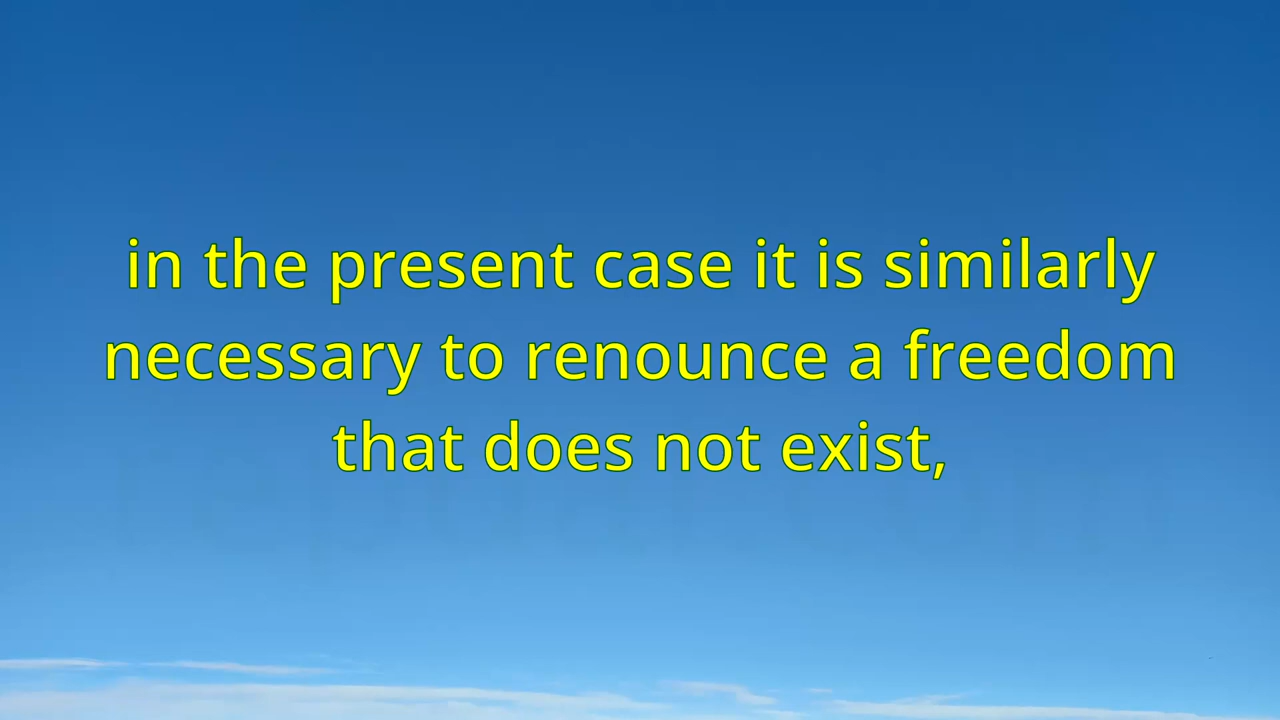 in the present case it is similarly
necessary to renounce a freedom
that does not exist,